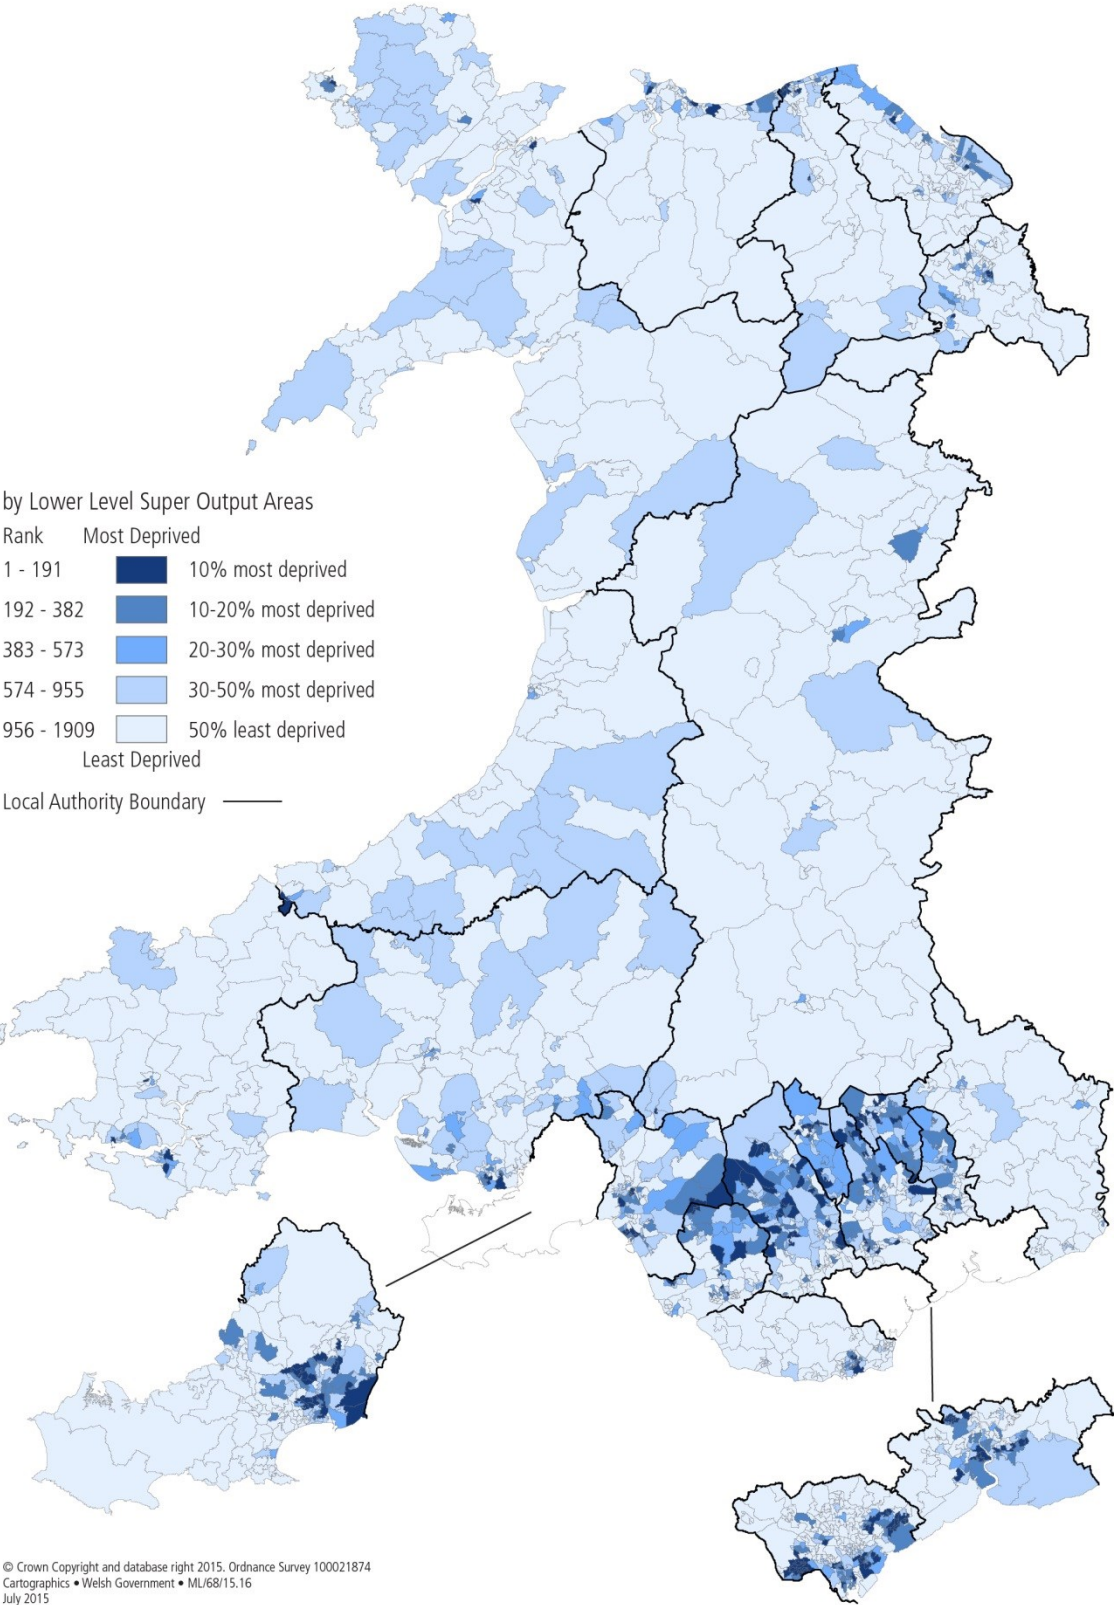 by Lower Level Super Output Areas
Rank Most Deprived
1 - 191 10% most deprived
192 - 382 10-20% most deprived
383 - 573 20-30% most deprived
574 - 955 30-50% most deprived
956 - 1909 50% least deprived
Least Deprived
Local Authority Boundary
© Crown Copyright and database right 2015. Ordnance Survey 100021874
Cartographics • Welsh Government • ML/68/15.16
July 2015